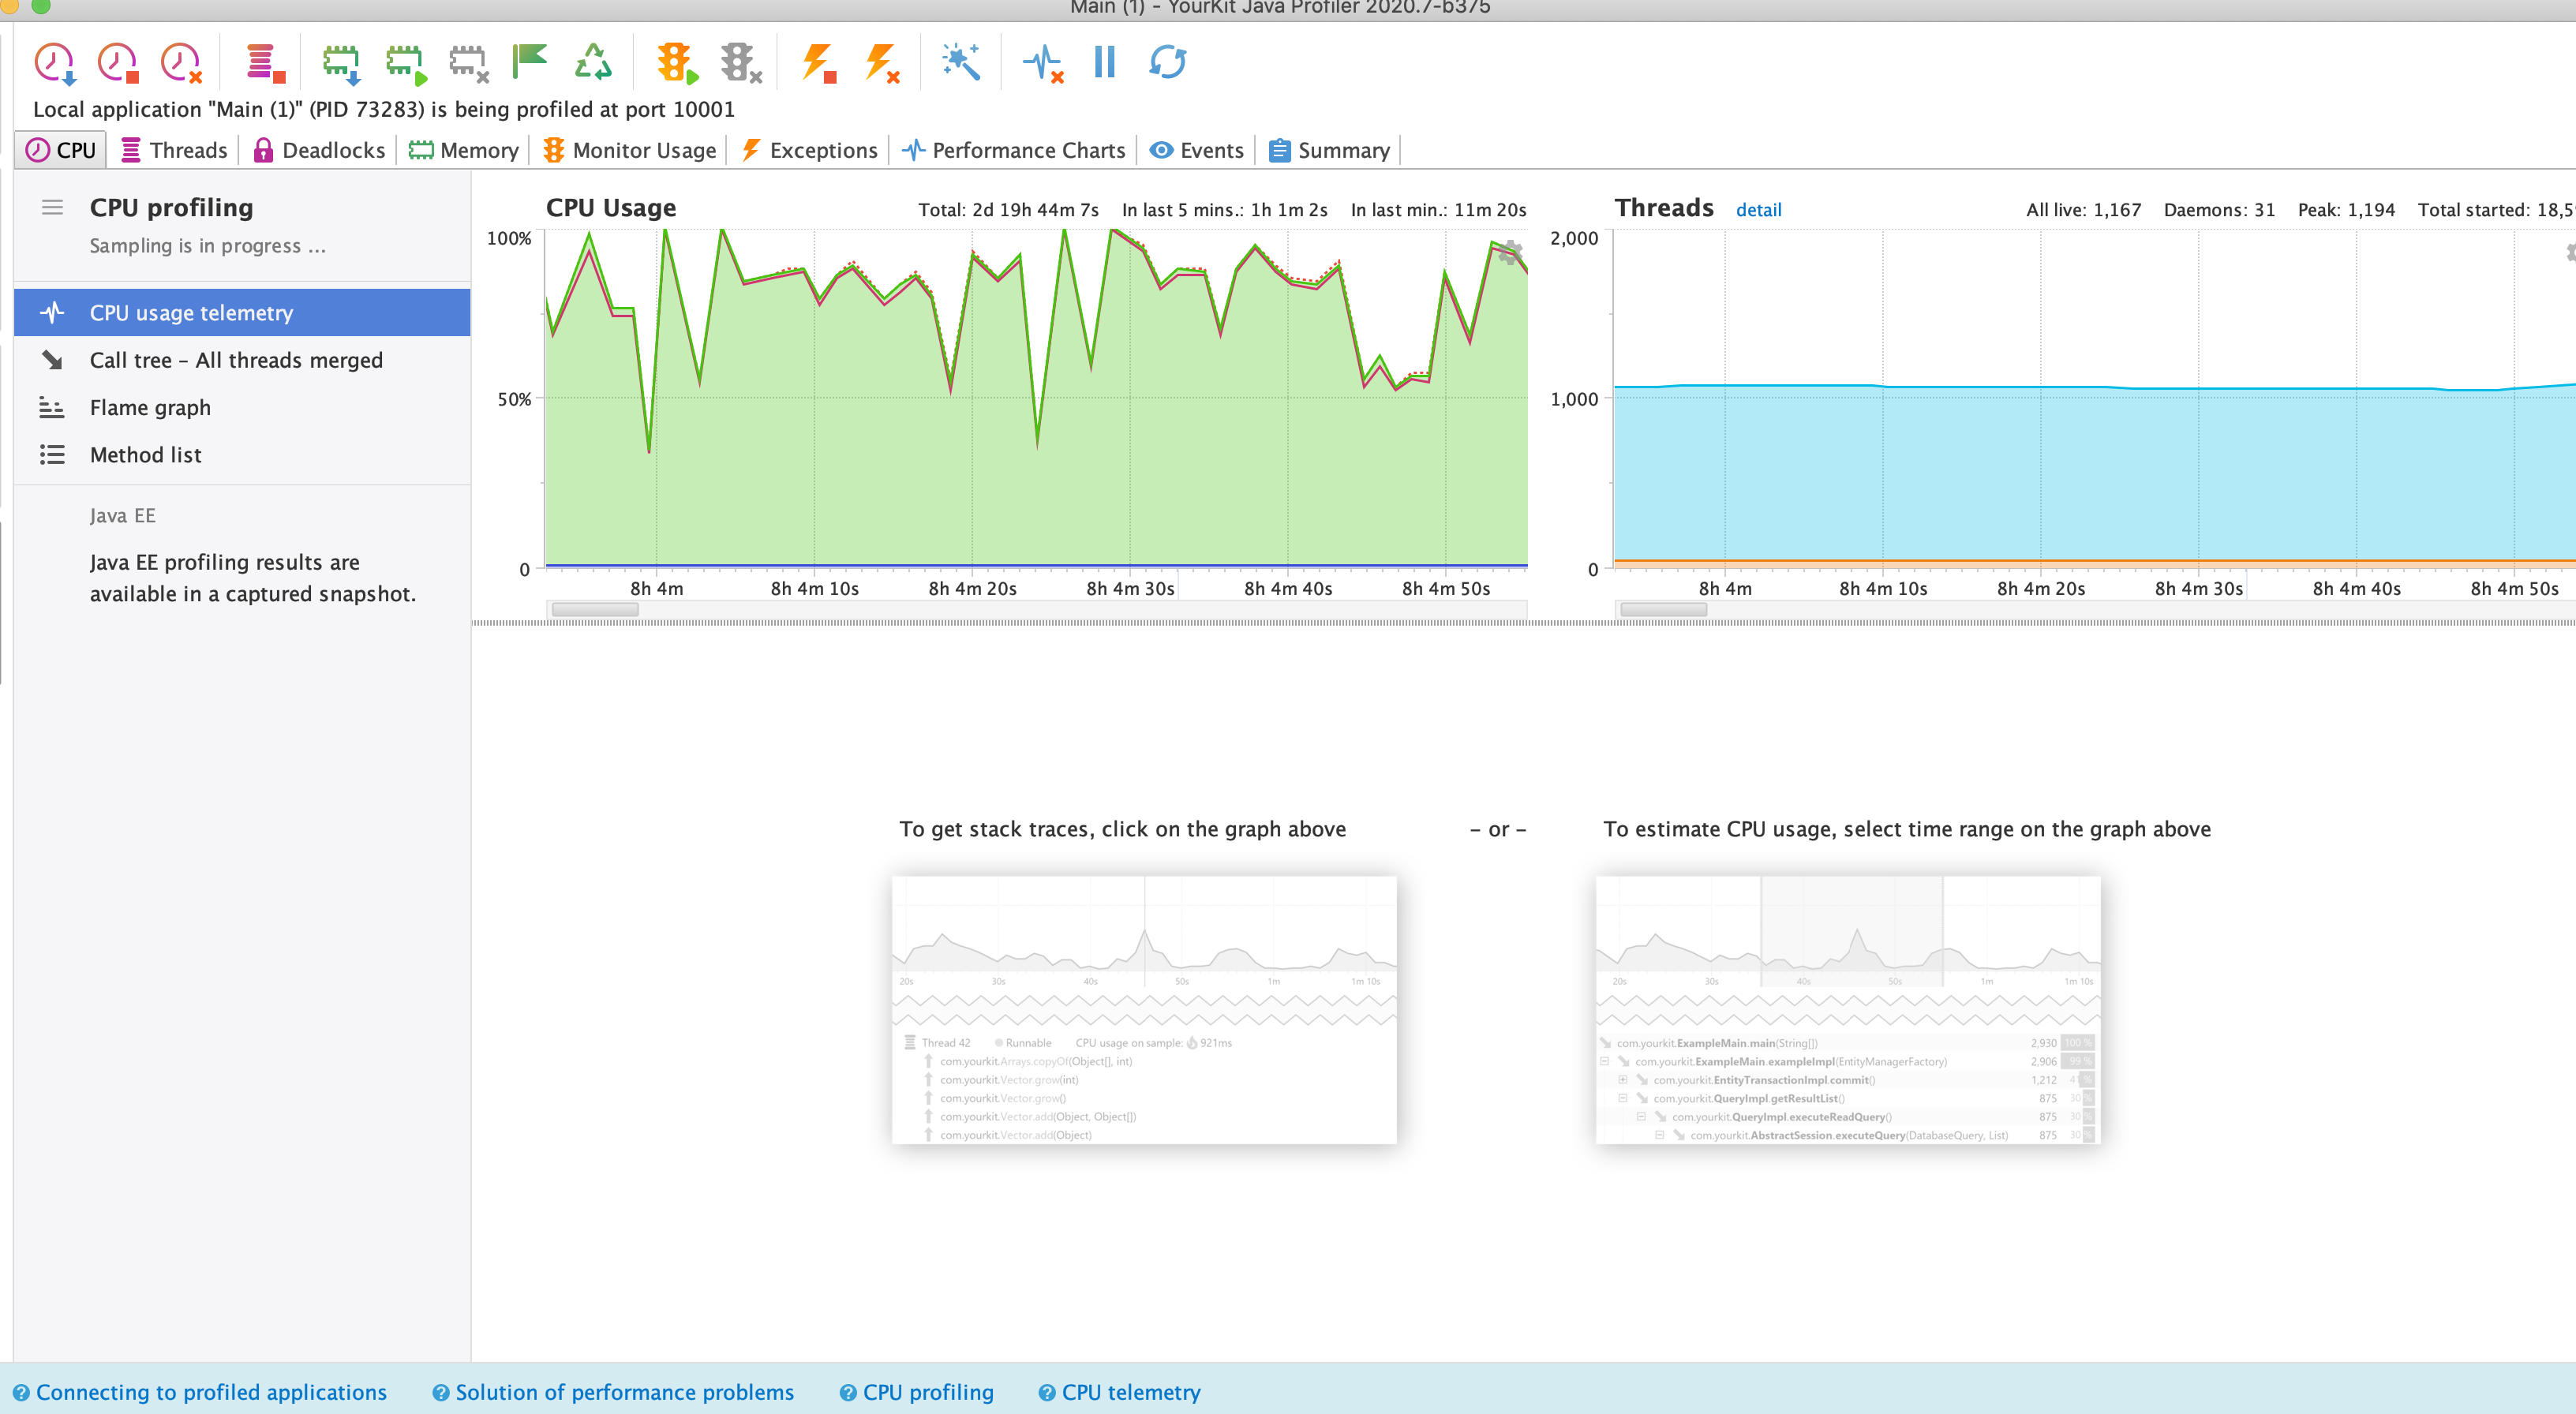 Main (1) - YourKit Java Profiler 2020.7-b375
Local application "Main (1)" (PID 73283) is being profiled at port 10001
CPU Threads Deadlocks Memory Monitor Usage Exceptions Performance Charts Events Summary
CPU profiling
Sampling is in progress ...
CPU usage telemetry
Call tree – All threads merged
Flame graph
Method list
Java EE
Java EE profiling results are
available in a captured snapshot.
CPU Usage Total: 2d 19h 44m 7s In last 5 mins.: 1h 1m 2s In last min.: 11m 20s
100%
50%
0
8h 4m 8h 4m 10s 8h 4m 20s 8h 4m 30s 8h 4m 40s 8h 4m 50s
Threads detail All live: 1,167 Daemons: 31 Peak: 1,194 Total started: 18,5
2,000
1,000
0
8h 4m 8h 4m 10s 8h 4m 20s 8h 4m 30s 8h 4m 40s 8h 4m 50s
To get stack traces, click on the graph above – or – To estimate CPU usage, select time range on the graph above
20s 30s 40s 50s 1m 1m 10s
Thread 42 Runnable CPU usage on sample: 921ms
com.yourkit.Arrays.copyOf(Object[], int)
com.yourkit.Vector.grow(int)
com.yourkit.Vector.grow()
com.yourkit.Vector.add(Object, Object[])
com.yourkit.Vector.add(Object)
20s 30s 40s 50s 1m 1m 10s
com.yourkit.ExampleMain.main(String[]) 2,930 100 %
com.yourkit.ExampleMain.exampleImpl(EntityManagerFactory) 2,906 99 %
com.yourkit.EntityTransactionImpl.commit() 1,212 41 %
com.yourkit.QueryImpl.getResultList() 875 30 %
com.yourkit.QueryImpl.executeReadQuery() 875 30 %
com.yourkit.AbstractSession.executeQuery(DatabaseQuery, List) 875 30 %
Connecting to profiled applications Solution of performance problems CPU profiling CPU telemetry